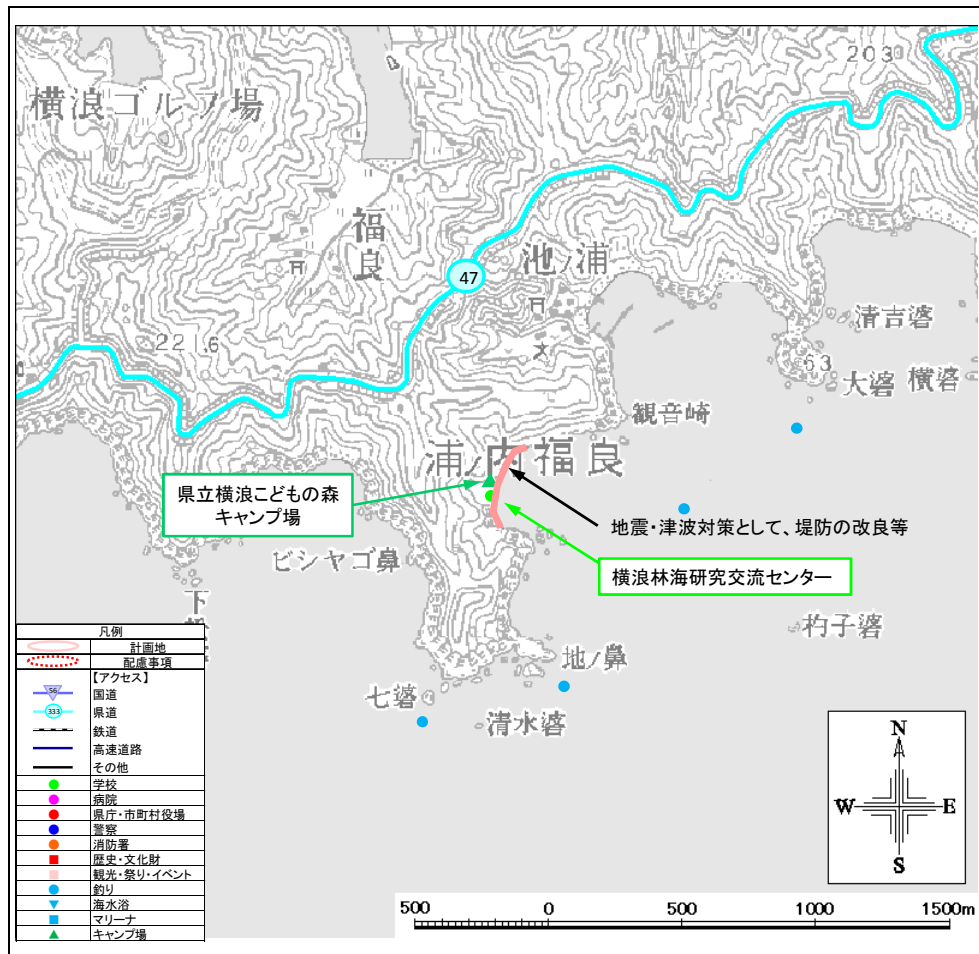 横浪ゴルフ場
203
福良
池ノ浦
47
清吉碆
221.6
63
大碆 横碆
観音崎
浦ノ内福良
県立横浪こどもの森
キャンプ場
地震・津波対策として、堤防の改良等
横浪林海研究交流センター
ビシヤゴ鼻
杓子碆
地ノ鼻
七碆
清水碆
凡例
計画地
配慮事項
【アクセス】
56 国道
333 県道
鉄道
高速道路
その他
学校
病院
県庁・市町村役場
警察
消防署
歴史・文化財
観光・祭り・イベント
釣り
海水浴
マリーナ
キャンプ場
N
W E
S
500 0 500 1000 1500m